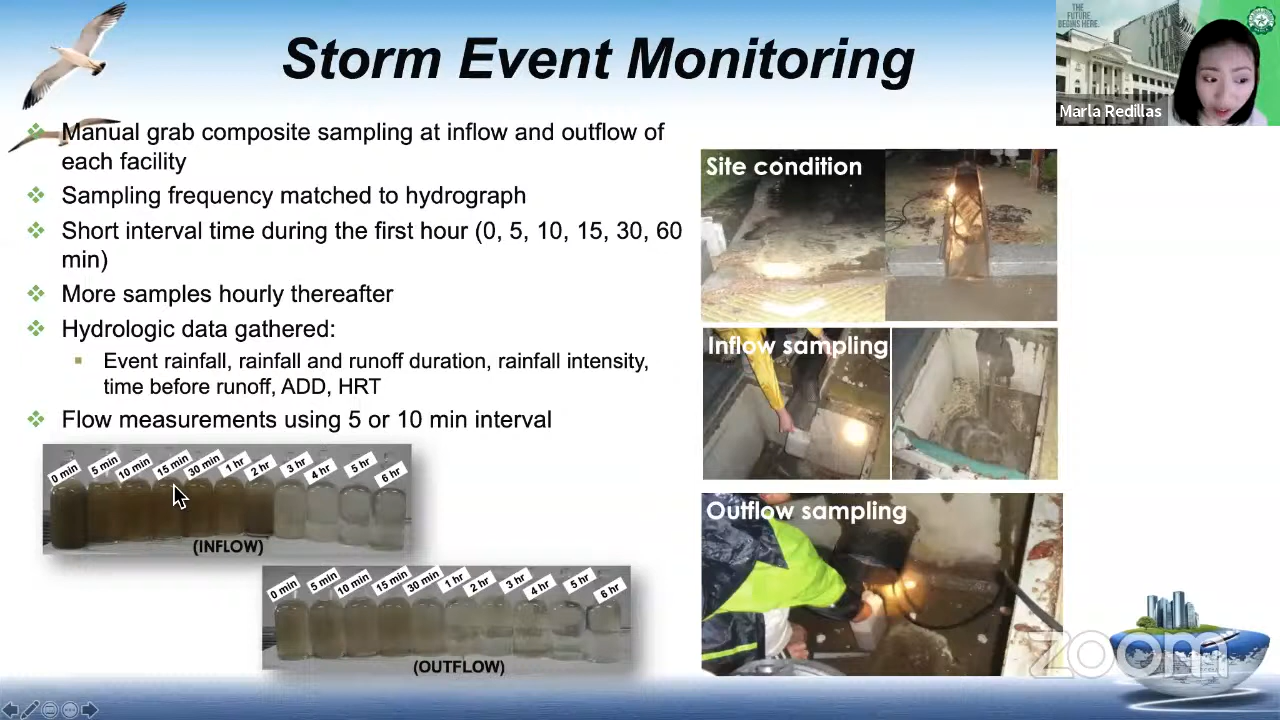 Storm Event Monitoring
THE
FUTURE
BEGINS HERE.
Marla Redillas
Manual grab composite sampling at inflow and outflow of
each facility
Sampling frequency matched to hydrograph
Short interval time during the first hour (0, 5, 10, 15, 30, 60
min)
More samples hourly thereafter
Hydrologic data gathered:
Event rainfall, rainfall and runoff duration, rainfall intensity,
time before runoff, ADD, HRT
Flow measurements using 5 or 10 min interval
0 min 5 min 10 min 15 min 30 min 1 hr 2 hr 3 hr 4 hr 5 hr 6 hr
(INFLOW)
0 min 5 min 10 min 15 min 30 min 1 hr 2 hr 3 hr 4 hr 5 hr 6 hr
(OUTFLOW)
Site condition
Inflow sampling
Outflow sampling
zoom